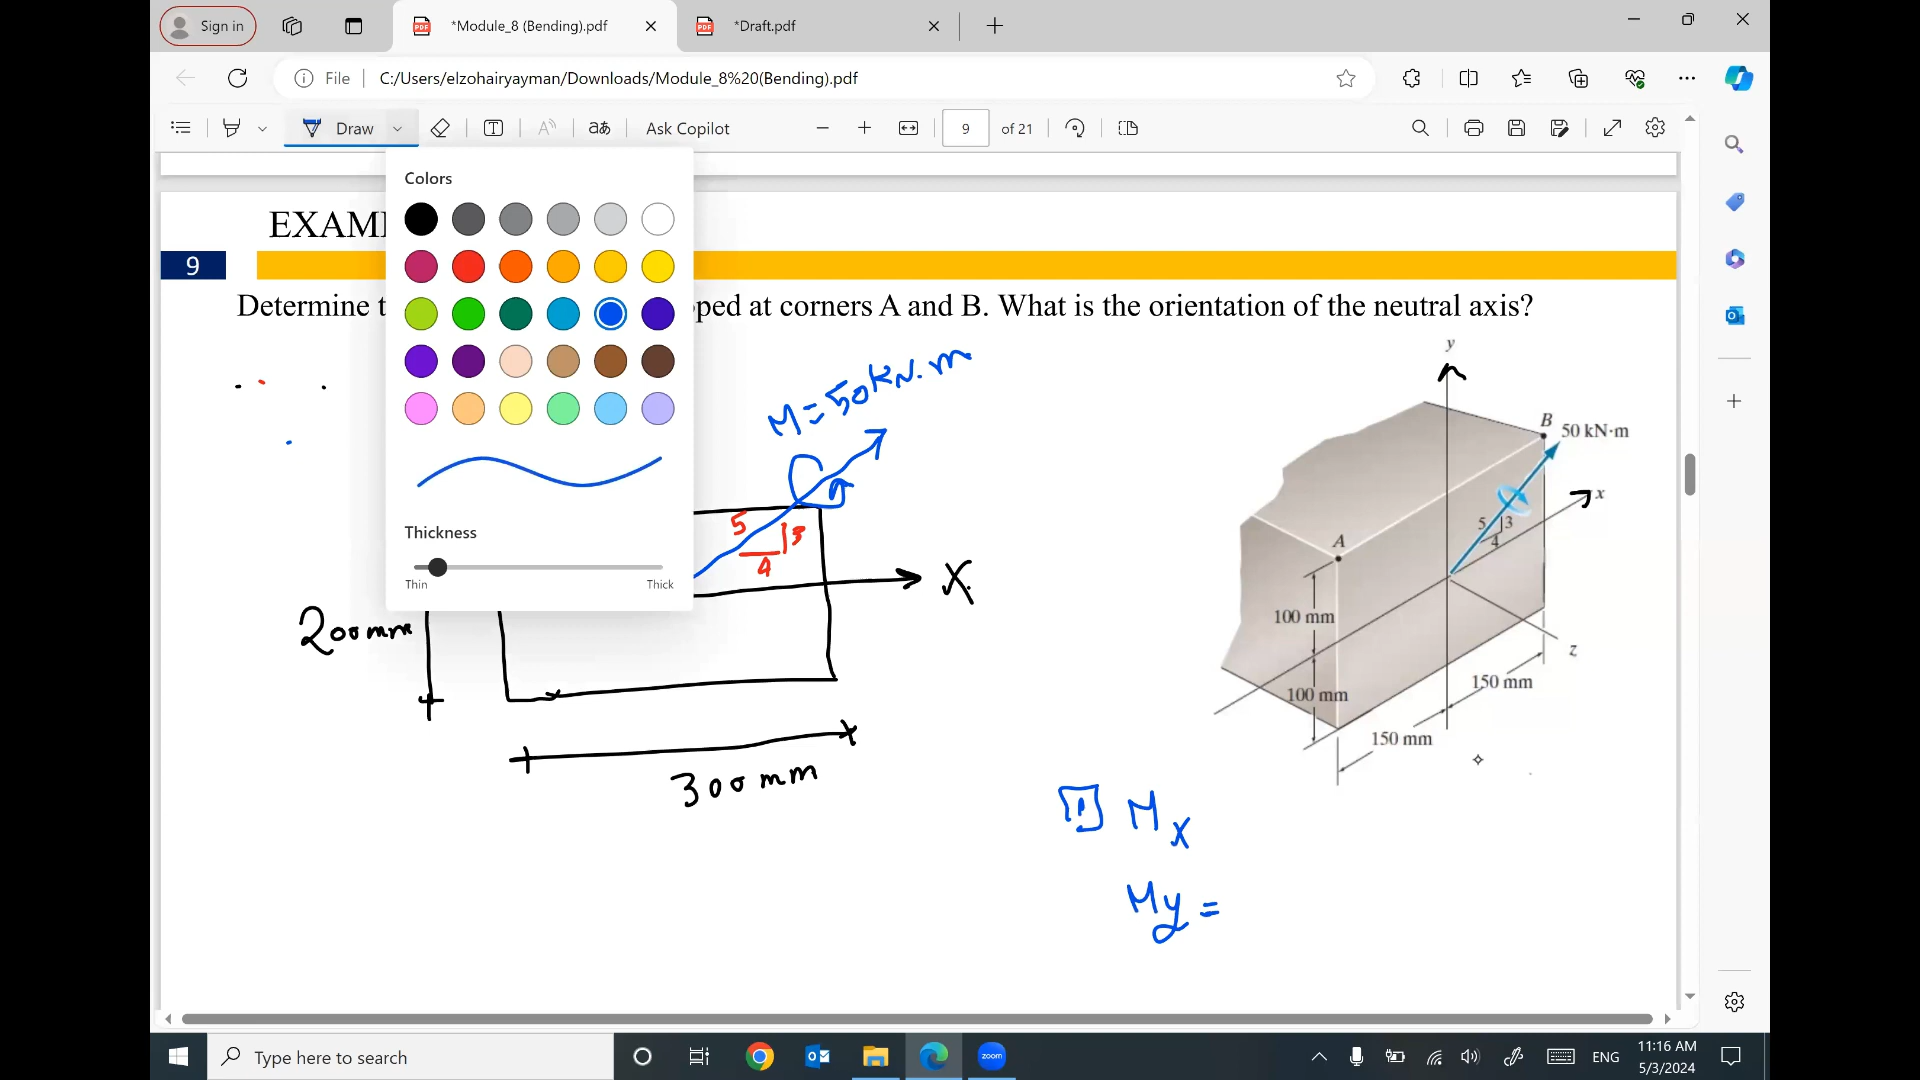 Sign in
*Module_8 (Bending).pdf
*Draft.pdf
File
C:/Users/elzohairyayman/Downloads/Module_8%20(Bending).pdf
Draw
Ask Copilot
9
of 21
Colors
Thickness
Thin
Thick
EXAM
9
Determine t
ped at corners A and B. What is the orientation of the neutral axis?
M = 50kN.m
5
3
4
X
200mm
300mm
y
B
50 kN·m
x
5
3
4
A
100 mm
z
150 mm
100 mm
150 mm
1 Mx
My =
Type here to search
zoom
ENG
11:16 AM
5/3/2024